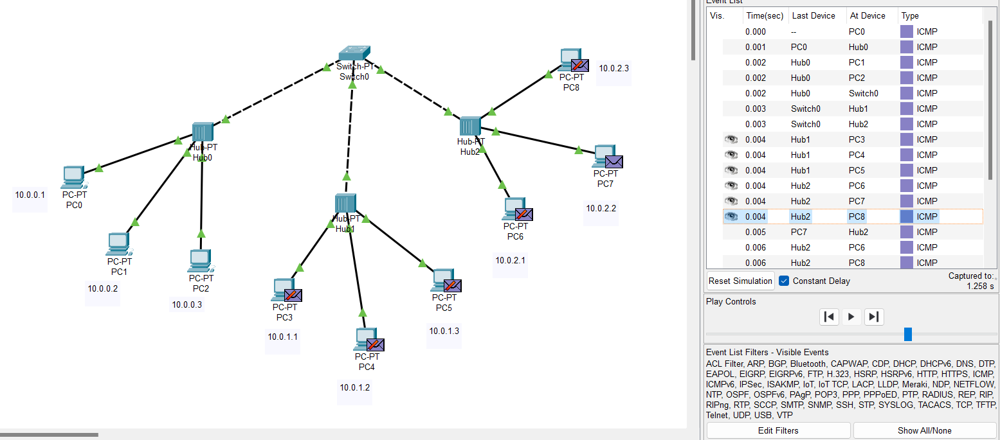 Switch-PT
Switch0
PC-PT
PC8
10.0.2.3
Hub-PT
Hub0
Hub-PT
Hub2
PC-PT
PC7
10.0.2.2
10.0.0.1
PC-PT
PC0
Hub-PT
Hub1
PC-PT
PC6
10.0.2.1
PC-PT
PC1
10.0.0.2
PC-PT
PC2
10.0.0.3
PC-PT
PC3
10.0.1.1
PC-PT
PC5
10.0.1.3
PC-PT
PC4
10.0.1.2
Event List
Vis. Time(sec) Last Device At Device Type
0.000 -- PC0 ICMP
0.001 PC0 Hub0 ICMP
0.002 Hub0 PC1 ICMP
0.002 Hub0 PC2 ICMP
0.002 Hub0 Switch0 ICMP
0.003 Switch0 Hub1 ICMP
0.003 Switch0 Hub2 ICMP
0.004 Hub1 PC3 ICMP
0.004 Hub1 PC4 ICMP
0.004 Hub1 PC5 ICMP
0.004 Hub2 PC6 ICMP
0.004 Hub2 PC7 ICMP
0.004 Hub2 PC8 ICMP
0.005 PC7 Hub2 ICMP
0.006 Hub2 PC6 ICMP
0.006 Hub2 PC8 ICMP
Reset Simulation Constant Delay
Captured to:
1.258 s
Play Controls
Event List Filters - Visible Events
ACL Filter, ARP, BGP, Bluetooth, CAPWAP, CDP, DHCP, DHCPv6, DNS, DTP,
EAPOL, EIGRP, EIGRPv6, FTP, H.323, HSRP, HSRPv6, HTTP, HTTPS, ICMP,
ICMPv6, IPSec, ISAKMP, IoT, IoT TCP, LACP, LLDP, Meraki, NDP, NETFLOW,
NTP, OSPF, OSPFv6, PAgP, POP3, PPP, PPPoED, PTP, RADIUS, REP, RIP,
RIPng, RTP, SCCP, SMTP, SNMP, SSH, STP, SYSLOG, TACACS, TCP, TFTP,
Telnet, UDP, USB, VTP
Edit Filters Show All/None